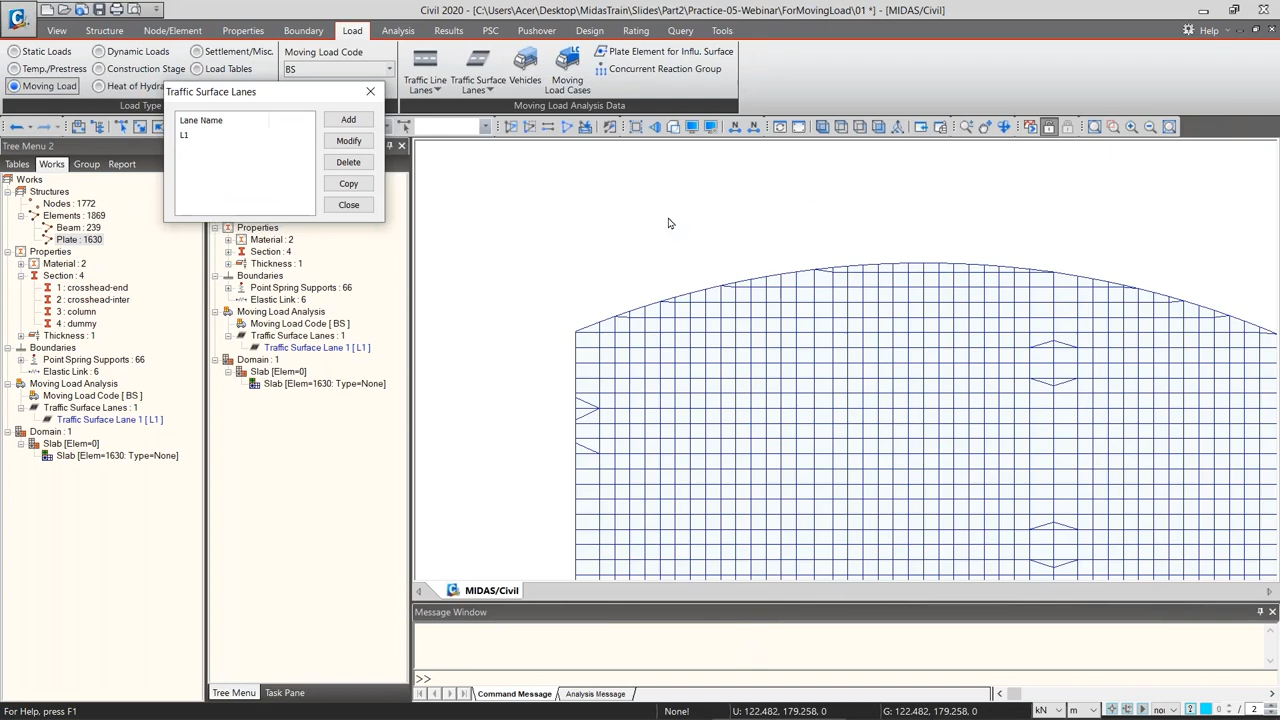 Civil 2020 - [C:\Users\Acer\Desktop\MidasTrain\Slides\Part2\Practice-05-Webinar\ForMovingLoad\01 *] - [MIDAS/Civil]
View Structure Node/Element Properties Boundary Load Analysis Results PSC Pushover Design Rating Query Tools Help
Static Loads Dynamic Loads Settlement/Misc. Moving Load Code
Temp./Prestress Construction Stage Load Tables BS
Moving Load Heat of Hydra
Load Type
Traffic Line Lanes Traffic Surface Lanes Vehicles Moving Load Cases
Plate Element for Influ. Surface
Concurrent Reaction Group
Moving Load Analysis Data
Traffic Surface Lanes
Lane Name
L1
Add
Modify
Delete
Copy
Close
Tree Menu 2
Tables Works Group Report
Works
Structures
Nodes : 1772
Elements : 1869
Beam : 239
Plate : 1630
Properties
Material : 2
Section : 4
1 : crosshead-end
2 : crosshead-inter
3 : column
4 : dummy
Thickness : 1
Boundaries
Point Spring Supports : 66
Elastic Link : 6
Moving Load Analysis
Moving Load Code [ BS ]
Traffic Surface Lanes : 1
Traffic Surface Lane 1 [ L1 ]
Domain : 1
Slab [Elem=0]
Slab [Elem=1630: Type=None]
Properties
Material : 2
Section : 4
Thickness : 1
Boundaries
Point Spring Supports : 66
Elastic Link : 6
Moving Load Analysis
Moving Load Code [ BS ]
Traffic Surface Lanes : 1
Traffic Surface Lane 1 [ L1 ]
Domain : 1
Slab [Elem=0]
Slab [Elem=1630: Type=None]
Tree Menu Task Pane
MIDAS/Civil
Message Window
>>
Command Message Analysis Message
For Help, press F1 None! U: 122.482, 179.258, 0 G: 122.482, 179.258, 0 kN m no / 2